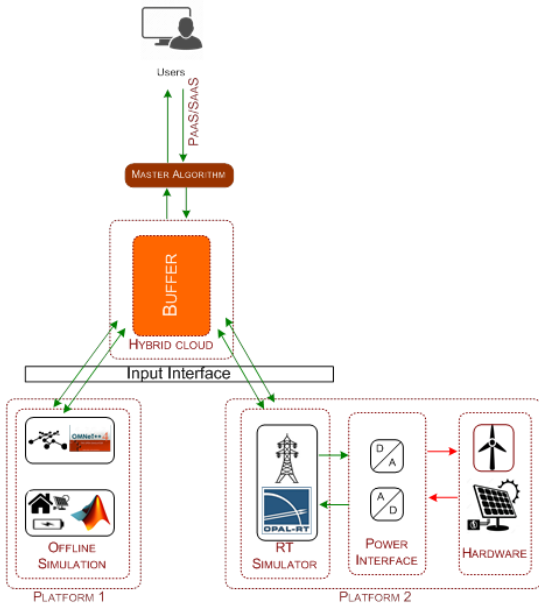 Users
PAAS/SAAS
MASTER ALGORITHM
BUFFER
HYBRID CLOUD
Input Interface
OMNeT++
OFFLINE
SIMULATION
PLATFORM 1
OPAL-RT
RT
SIMULATOR
D
A
A
D
POWER
INTERFACE
HARDWARE
PLATFORM 2